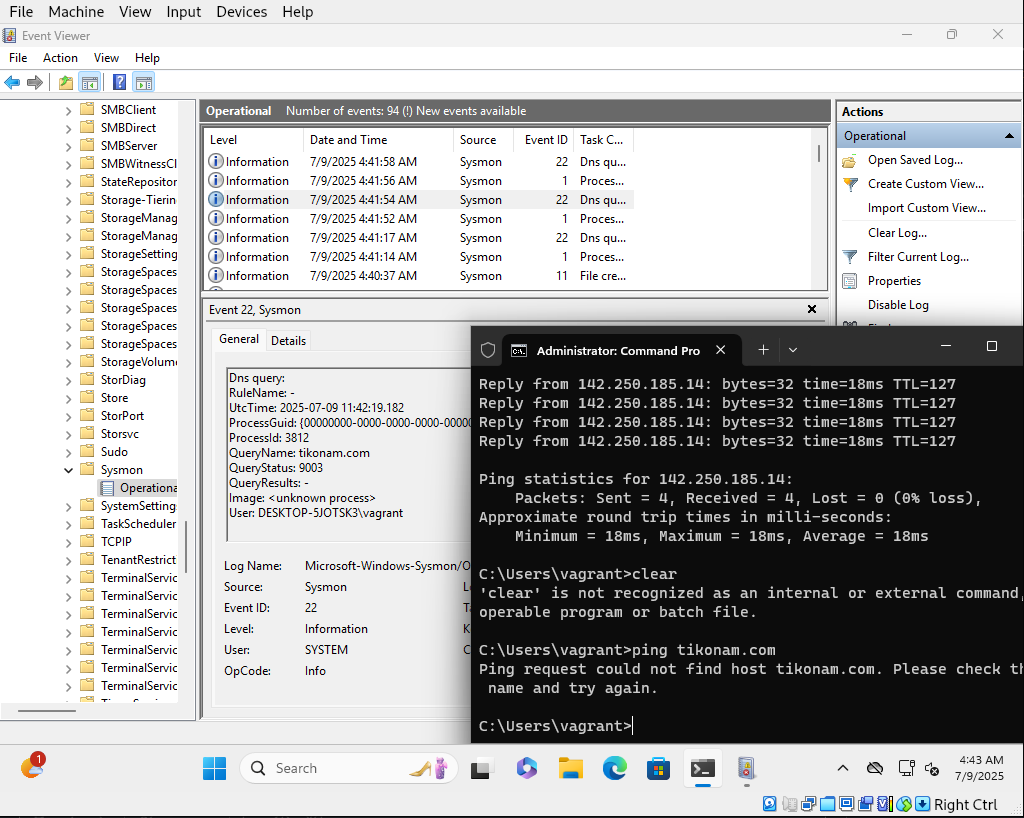 File Machine View Input Devices Help
Event Viewer
File Action View Help
SMBClient
SMBDirect
SMBServer
SMBWitnessCl
StateRepositor
Storage-Tierin
StorageManag
StorageManag
StorageSetting
StorageSpaces
StorageSpaces
StorageSpaces
StorageSpaces
StorageSpaces
StorageVolum
StorDiag
Store
StorPort
Storsvc
Sudo
Sysmon
Operationa
SystemSettings
TaskScheduler
TCPIP
TenantRestrict
TerminalServic
TerminalServic
TerminalServic
TerminalServic
TerminalServic
TerminalServic
TerminalServic
Operational Number of events: 94 (!) New events available
Level Date and Time Source Event ID Task C...
Information 7/9/2025 4:41:58 AM Sysmon 22 Dns qu...
Information 7/9/2025 4:41:56 AM Sysmon 1 Proces...
Information 7/9/2025 4:41:54 AM Sysmon 22 Dns qu...
Information 7/9/2025 4:41:52 AM Sysmon 1 Proces...
Information 7/9/2025 4:41:17 AM Sysmon 22 Dns qu...
Information 7/9/2025 4:41:14 AM Sysmon 1 Proces...
Information 7/9/2025 4:40:37 AM Sysmon 11 File cre...
Event 22, Sysmon
General Details
Dns query:
RuleName: -
UtcTime: 2025-07-09 11:42:19.182
ProcessGuid: {00000000-0000-0000-0000-00000
ProcessId: 3812
QueryName: tikonam.com
QueryStatus: 9003
QueryResults: -
Image: <unknown process>
User: DESKTOP-5JOTSK3\vagrant
Log Name: Microsoft-Windows-Sysmon/O
Source: Sysmon
Event ID: 22
Level: Information
User: SYSTEM
OpCode: Info
Actions
Operational
Open Saved Log...
Create Custom View...
Import Custom View...
Clear Log...
Filter Current Log...
Properties
Disable Log
Administrator: Command Pro
Reply from 142.250.185.14: bytes=32 time=18ms TTL=127
Reply from 142.250.185.14: bytes=32 time=18ms TTL=127
Reply from 142.250.185.14: bytes=32 time=18ms TTL=127
Reply from 142.250.185.14: bytes=32 time=18ms TTL=127
Ping statistics for 142.250.185.14:
Packets: Sent = 4, Received = 4, Lost = 0 (0% loss),
Approximate round trip times in milli-seconds:
Minimum = 18ms, Maximum = 18ms, Average = 18ms
C:\Users\vagrant>clear
'clear' is not recognized as an internal or external command,
operable program or batch file.
C:\Users\vagrant>ping tikonam.com
Ping request could not find host tikonam.com. Please check th
name and try again.
C:\Users\vagrant>
1
Search
4:43 AM
7/9/2025
Right Ctrl